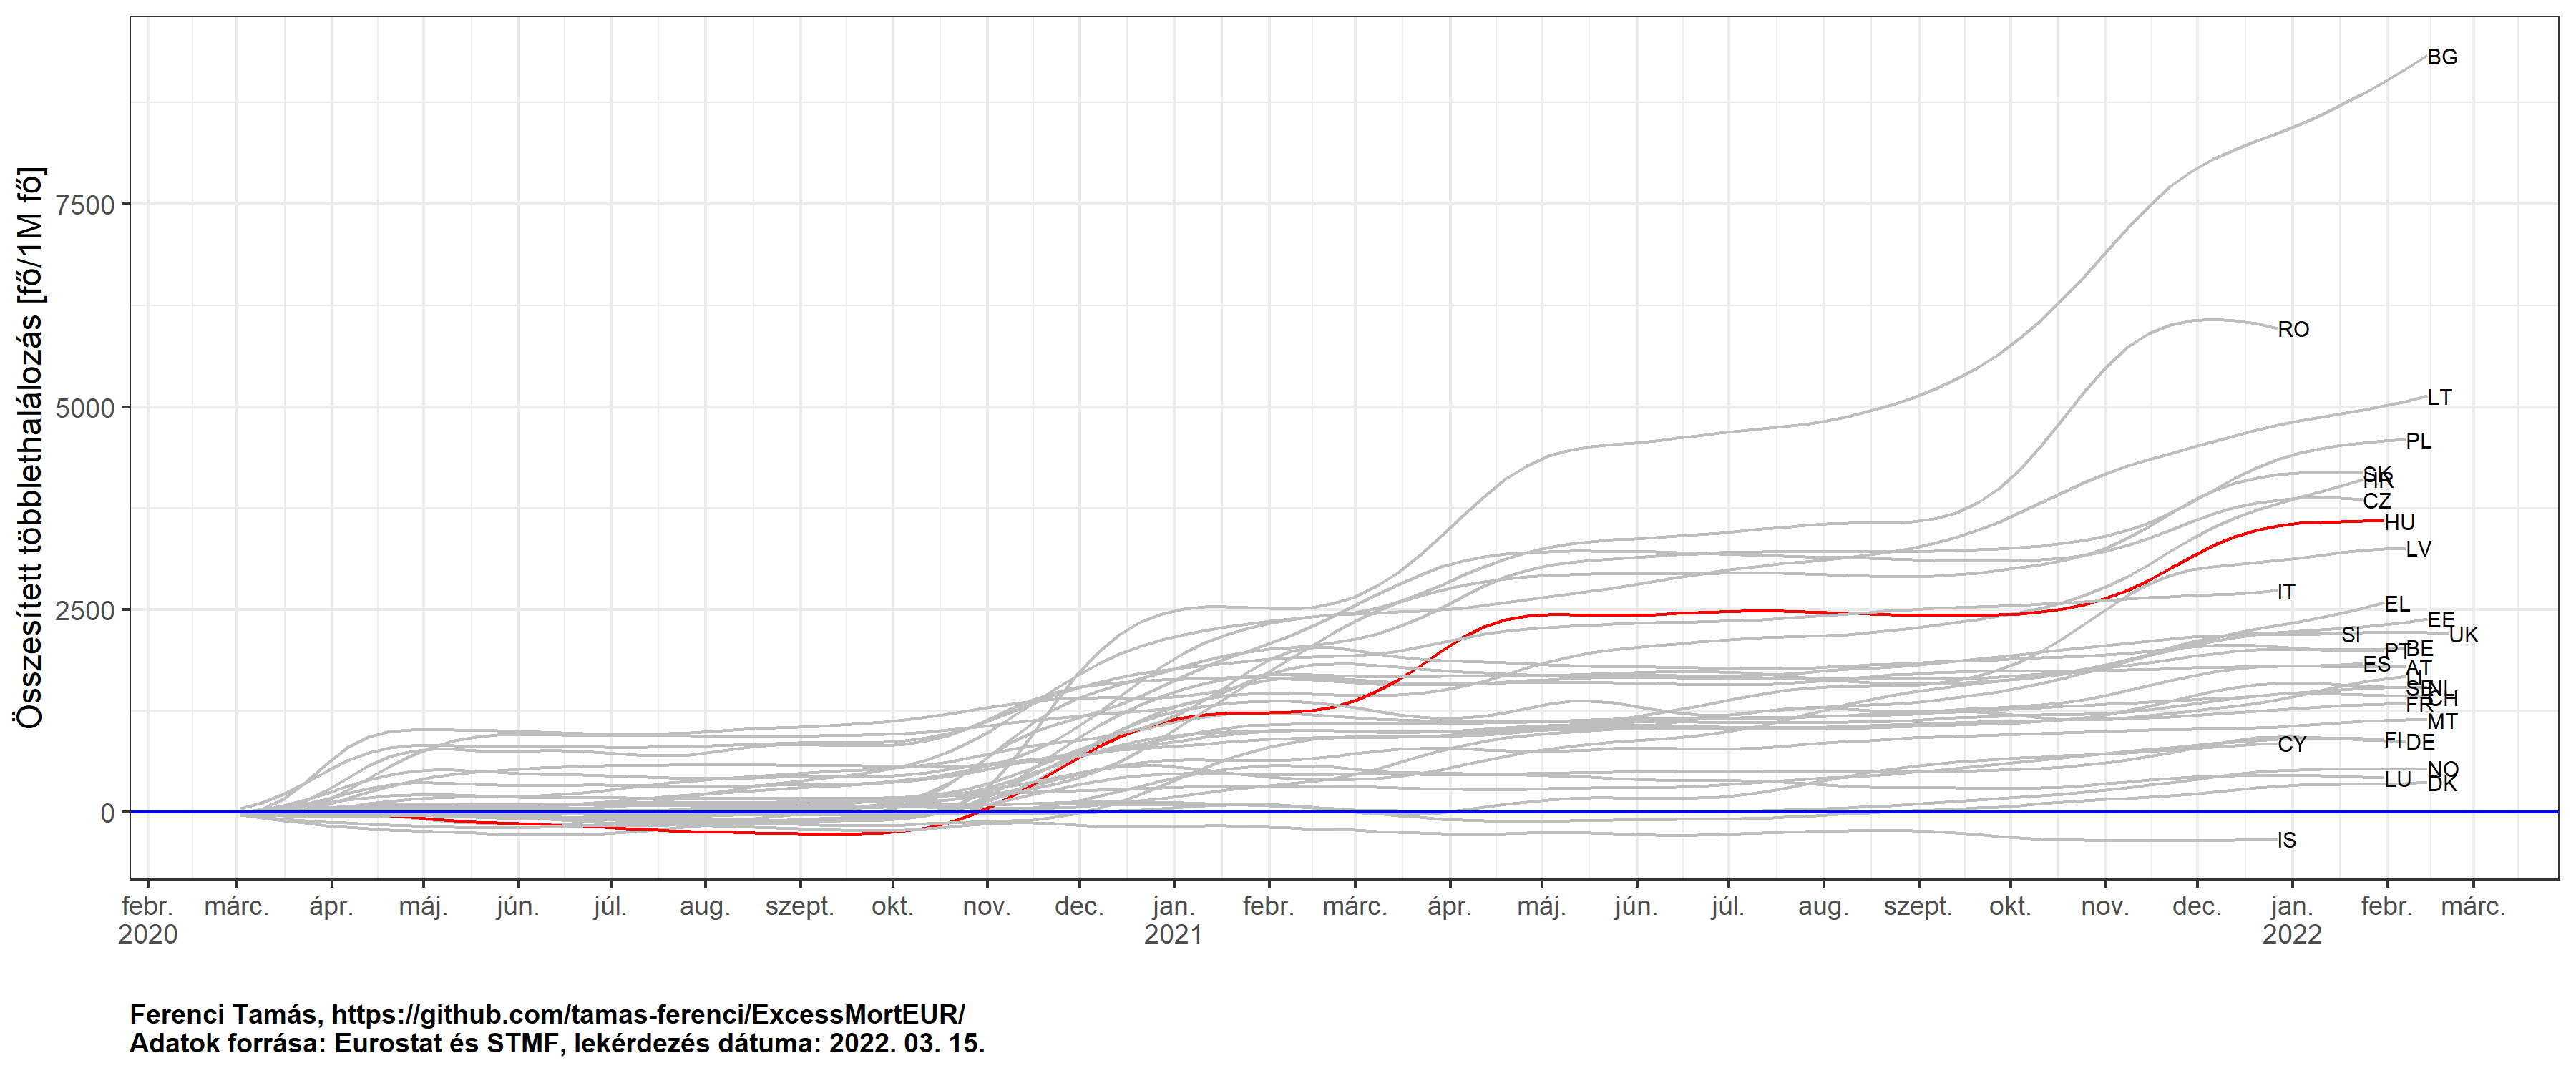 Összesített többlethalálozás [fő/1M fő]
7500
5000
2500
0
BG
RO
LT
PL
SK
HR
CZ
HU
LV
IT
EL
EE
SI
UK
PT
BE
ES
AT
LI
SE
NL
CH
FR
MT
FI
DE
CY
NO
LU
DK
IS
febr. márc. ápr. máj. jún. júl. aug. szept. okt. nov. dec. jan. febr. márc. ápr. máj. jún. júl. aug. szept. okt. nov. dec. jan. febr. márc.
2020 2021 2022
Ferenci Tamás, https://github.com/tamas-ferenci/ExcessMortEUR/
Adatok forrása: Eurostat és STMF, lekérdezés dátuma: 2022. 03. 15.